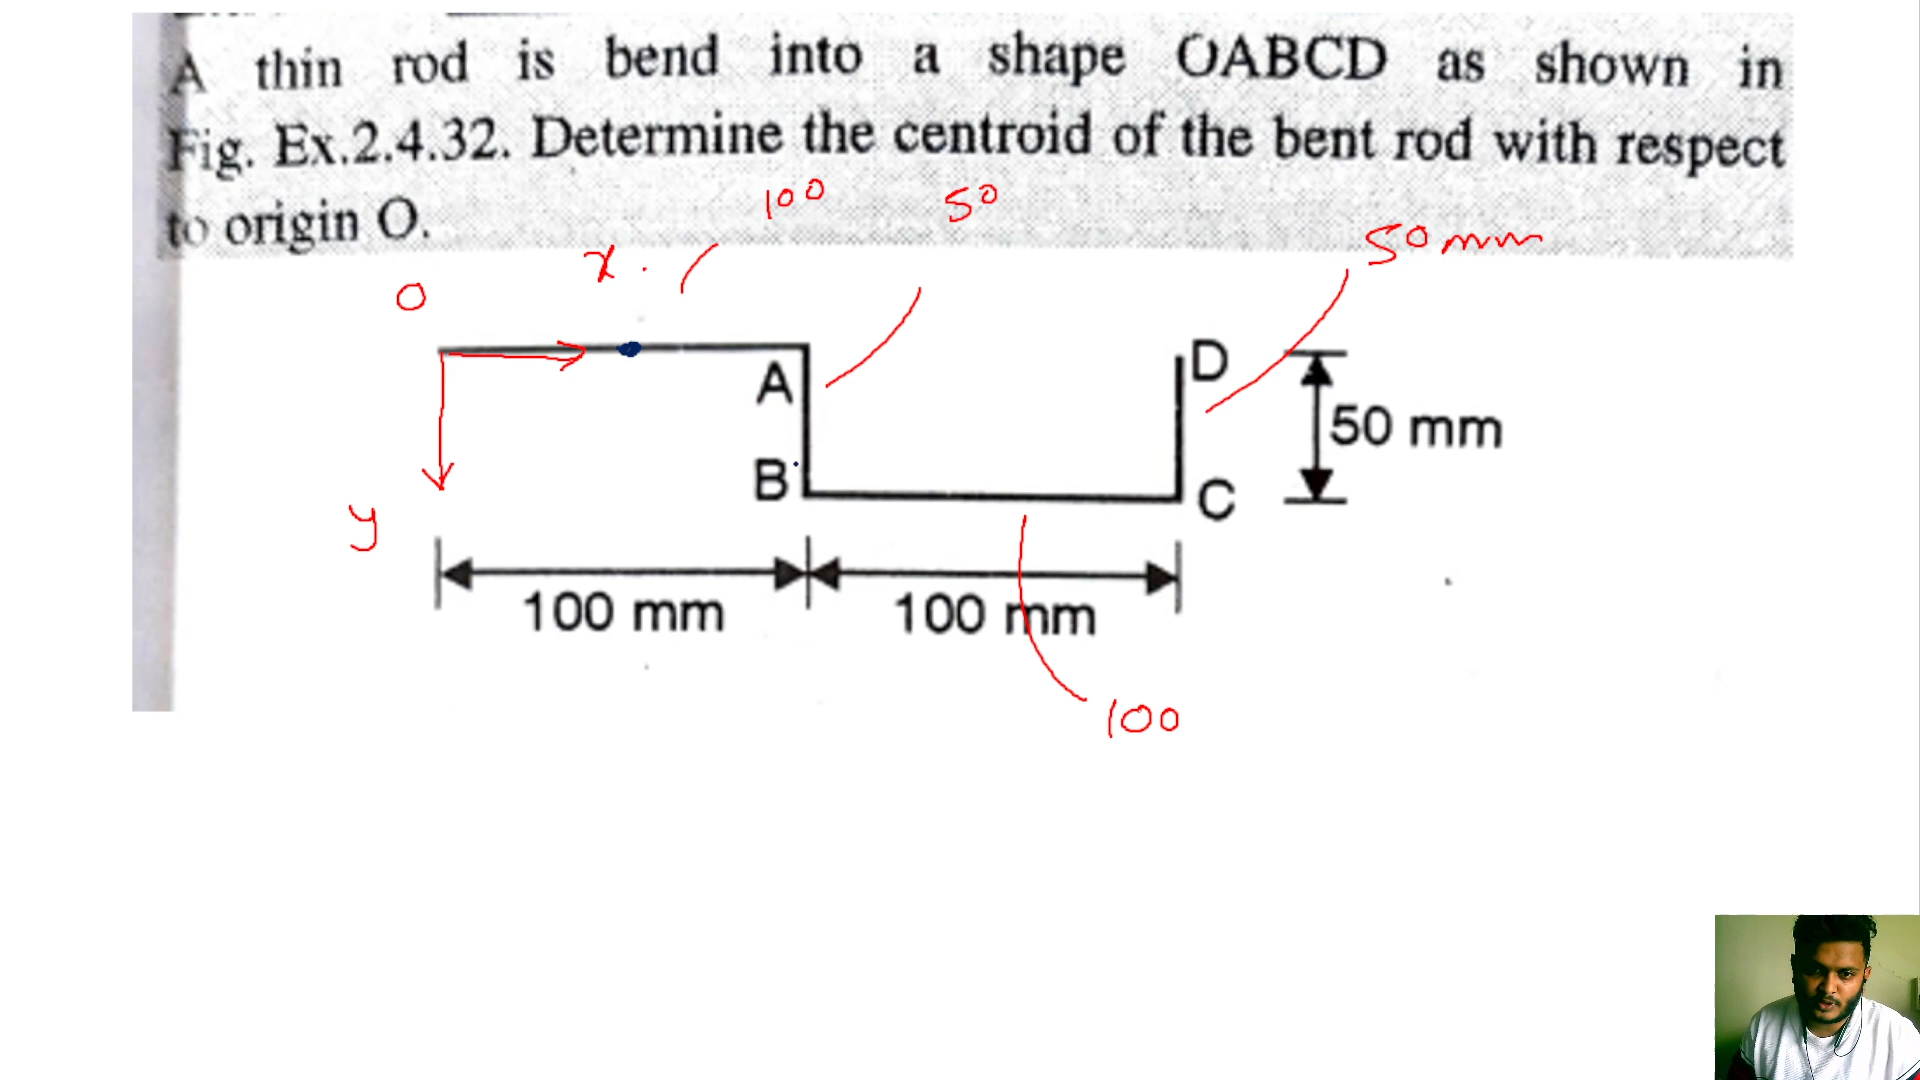 A thin rod is bend into a shape OABCD as shown in
Fig. Ex.2.4.32. Determine the centroid of the bent rod with respect
to origin O.
100
50
50 mm
x
O
A
D
50 mm
B
C
y
100 mm
100 mm
100